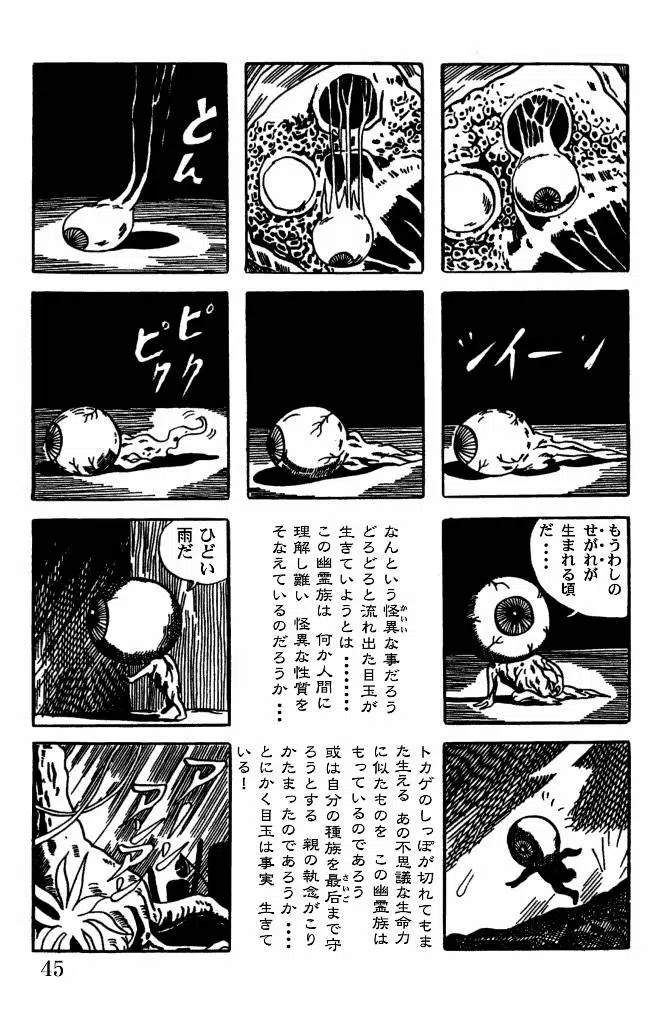 とん
ツイーン
ピクピク
もうわしの
せがれが
生まれる頃
だ‥‥
なんという怪異な事だろう
かいい
どろどろと流れ出た目玉が
生きていようとは‥‥‥‥
この幽霊族は　何か人間に
理解し難い　怪異な性質を
そなえているのだろうか‥‥
ひどい
雨だ
トカゲのしっぽが切れてもま
た生える　あの不思議な生命力
に似たものを　この幽霊族は
もっているのであろう
或は自分の種族を最后まで守
さいご
ろうとする　親の執念がこり
かたまったのであろうか‥‥
とにかく目玉は事実　生きて
いる！
アアアア
45